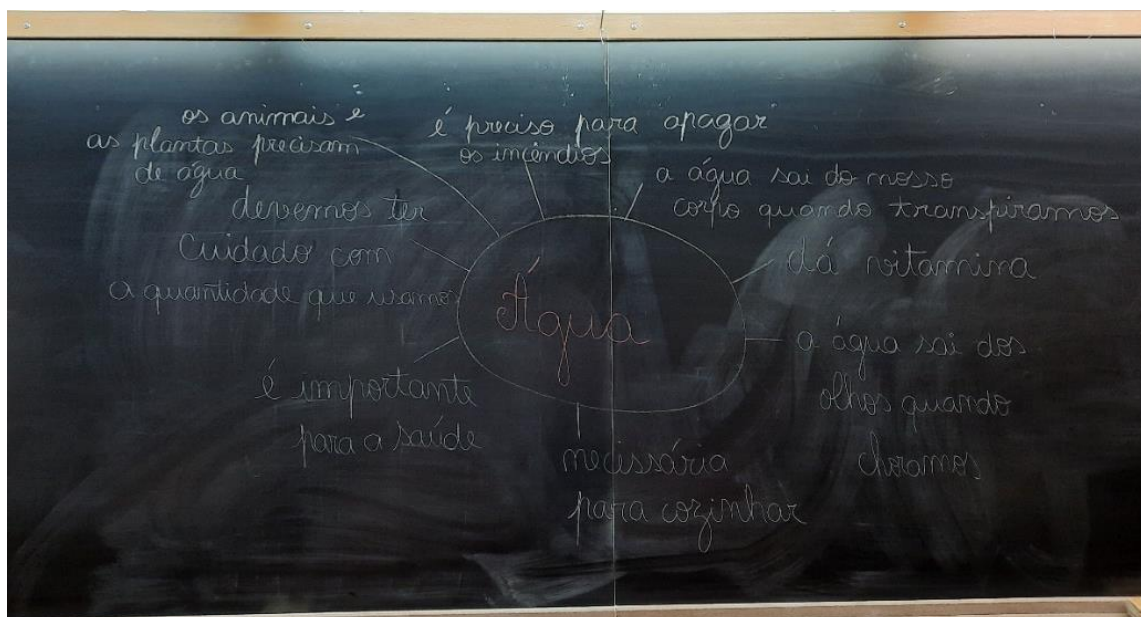 os animais e
as plantas precisam
de água
é preciso para apagar
os incêndios
a água sai do nosso
corpo quando transpiramos
devemos ter
cuidado com
a quantidade que usamos
dá vitamina
Água
a água sai dos
olhos quando
choramos
é importante
para a saúde
necissária
para cozinhar